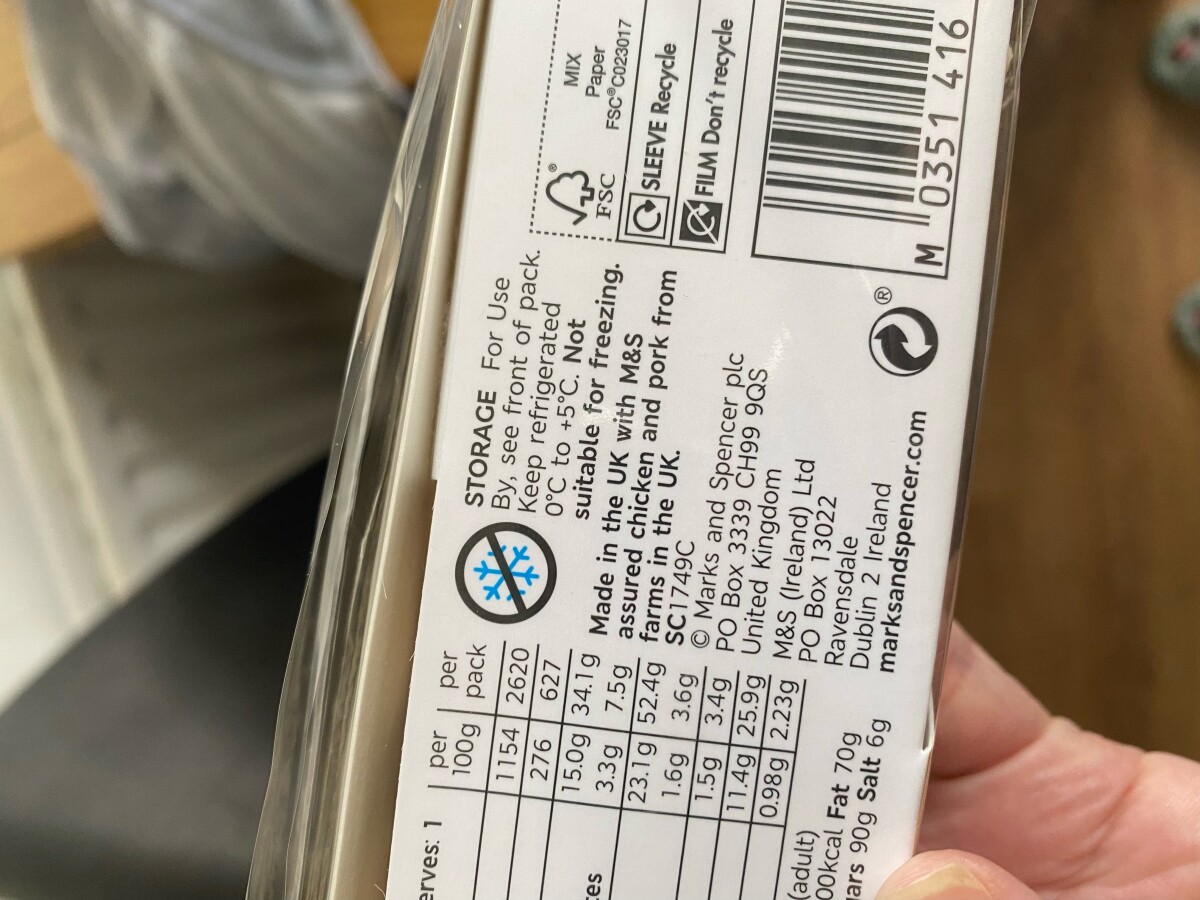 erves: 1
per per
100g pack
1154 2620
276 627
15.0g 34.1g
3.3g 7.5g
23.1g 52.4g
1.6g 3.6g
1.5g 3.4g
11.4g 25.9g
0.98g 2.23g
(adult)
00kcal Fat 70g
ars 90g Salt 6g
STORAGE For Use
By, see front of pack.
Keep refrigerated
0°C to +5°C. Not
suitable for freezing.
Made in the UK with M&S
assured chicken and pork from
farms in the UK.
SC1749C
© Marks and Spencer plc
PO Box 3339 CH99 9QS
United Kingdom
M&S (Ireland) Ltd
PO Box 13022
Ravensdale
Dublin 2 Ireland
marksandspencer.com
®
FSC
MIX
Paper
FSC® C023017
SLEEVE Recycle
FILM Don't recycle
M 0351 416
®